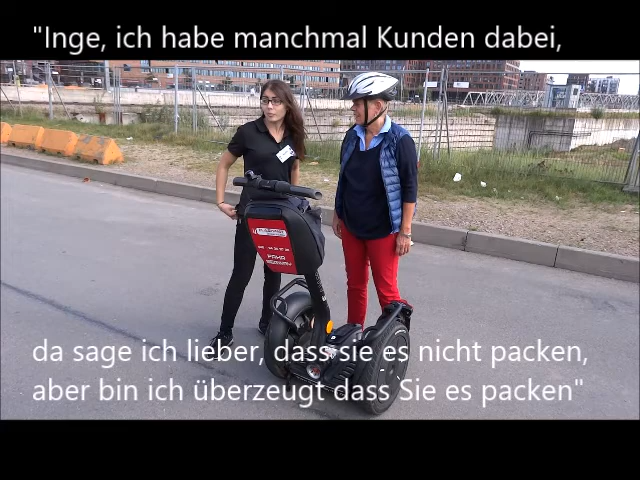 "Inge, ich habe manchmal Kunden dabei,
da sage ich lieber, dass sie es nicht packen,
aber bin ich überzeugt dass Sie es packen"